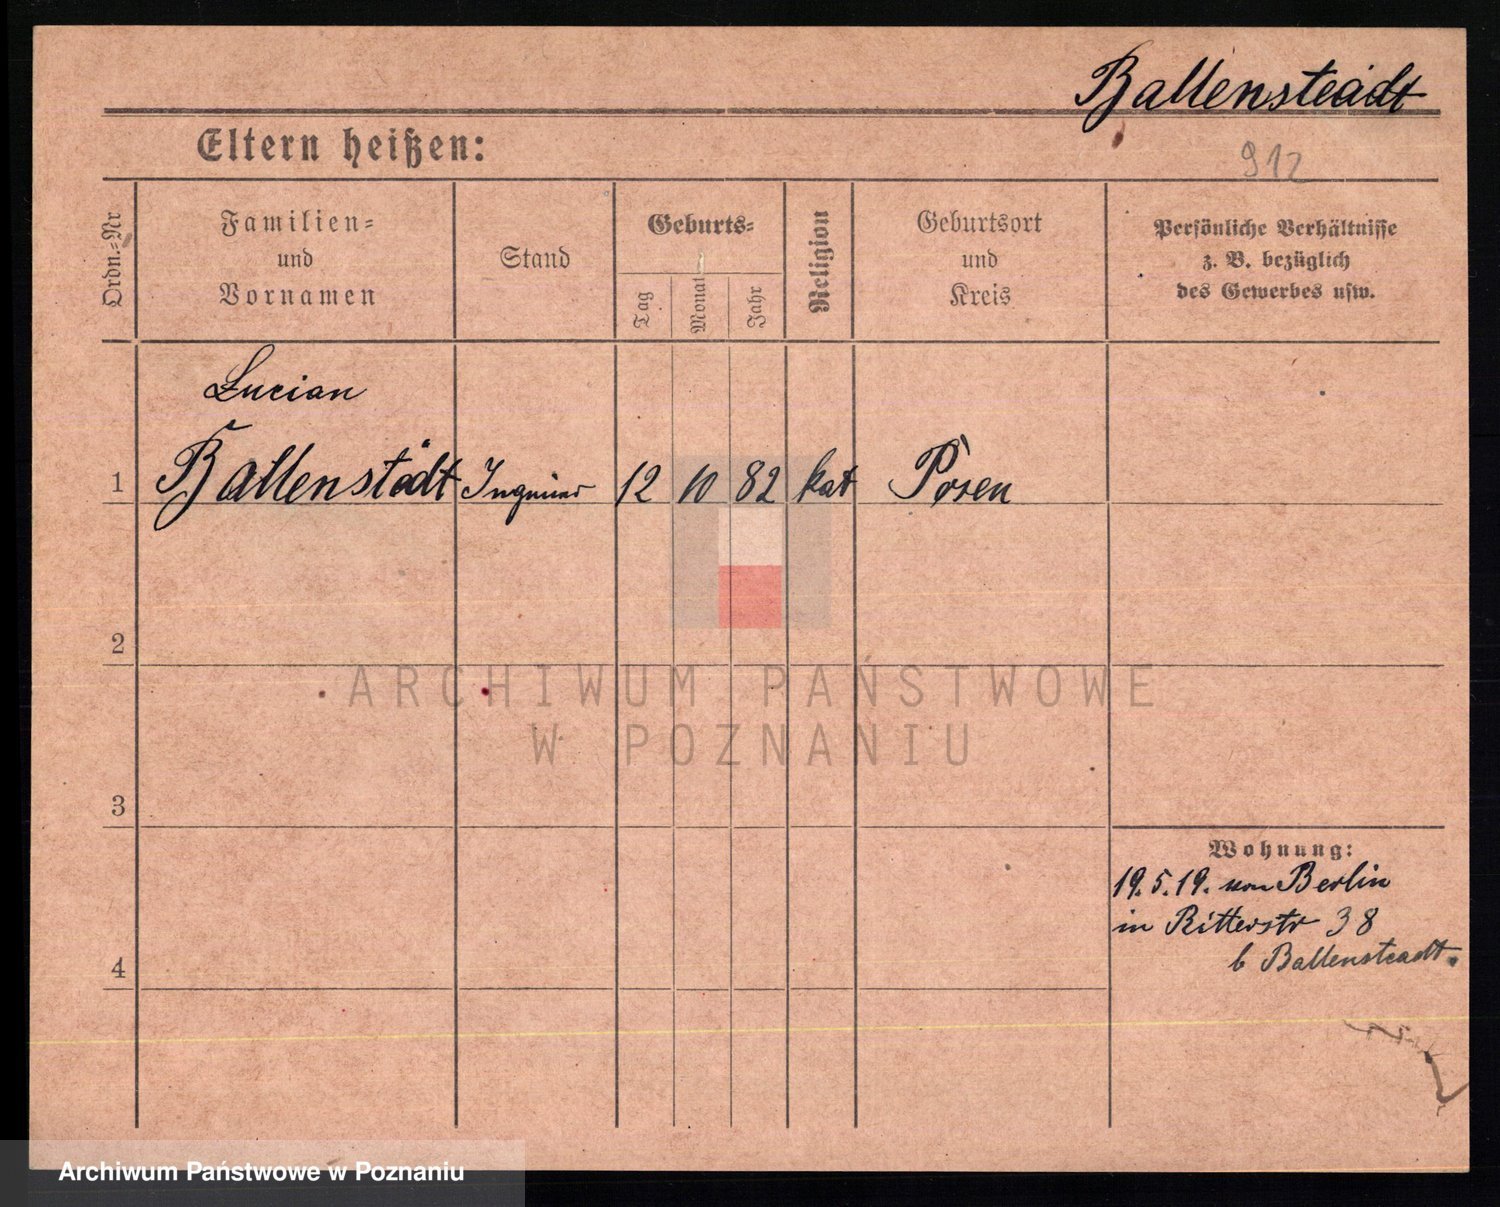 Ballensteadt
Eltern heißen:
912
Ordn.-Nr
Familien-
und
Vornamen
Stand
Geburts-
Tag
Monat
Jahr
Religion
Geburtsort
und
Kreis
Persönliche Verhältnisse
z. B. bezüglich
des Gewerbes usw.
Lucian
1 Ballenstädt Ingenieur 12 10 82 kat Posen
2
ARCHIWUM PAŃSTWOWE
W POZNANIU
3
Wohnung:
19.5.19. von Berlin
in Ritterstr 38
4
b Ballensteadt.
Archiwum Państwowe w Poznaniu